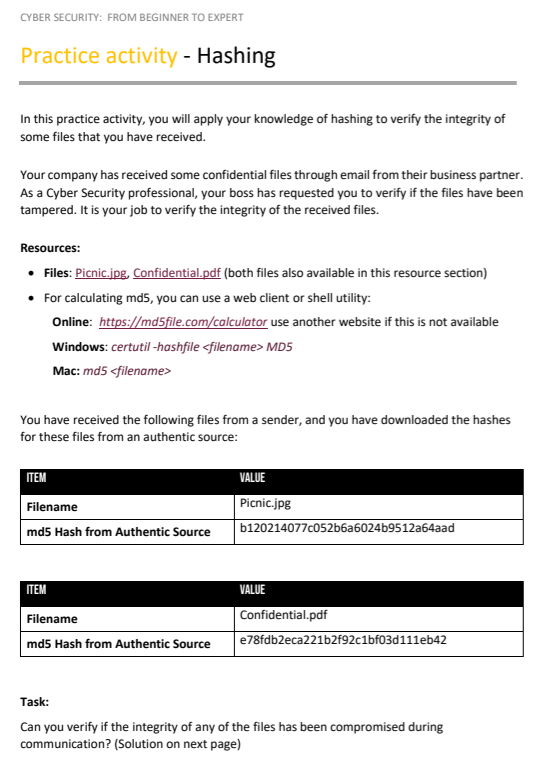 CYBER SECURITY: FROM BEGINNER TO EXPERT
Practice activity - Hashing
In this practice activity, you will apply your knowledge of hashing to verify the integrity of
some files that you have received.
Your company has received some confidential files through email from their business partner.
As a Cyber Security professional, your boss has requested you to verify if the files have been
tampered. It is your job to verify the integrity of the received files.
Resources:
• Files: Picnic.jpg, Confidential.pdf (both files also available in this resource section)
• For calculating md5, you can use a web client or shell utility:
Online: https://md5file.com/calculator use another website if this is not available
Windows: certutil -hashfile <filename> MD5
Mac: md5 <filename>
You have received the following files from a sender, and you have downloaded the hashes
for these files from an authentic source:
ITEM VALUE
Filename Picnic.jpg
md5 Hash from Authentic Source b120214077c052b6a6024b9512a64aad
ITEM VALUE
Filename Confidential.pdf
md5 Hash from Authentic Source e78fdb2eca221b2f92c1bf03d111eb42
Task:
Can you verify if the integrity of any of the files has been compromised during
communication? (Solution on next page)